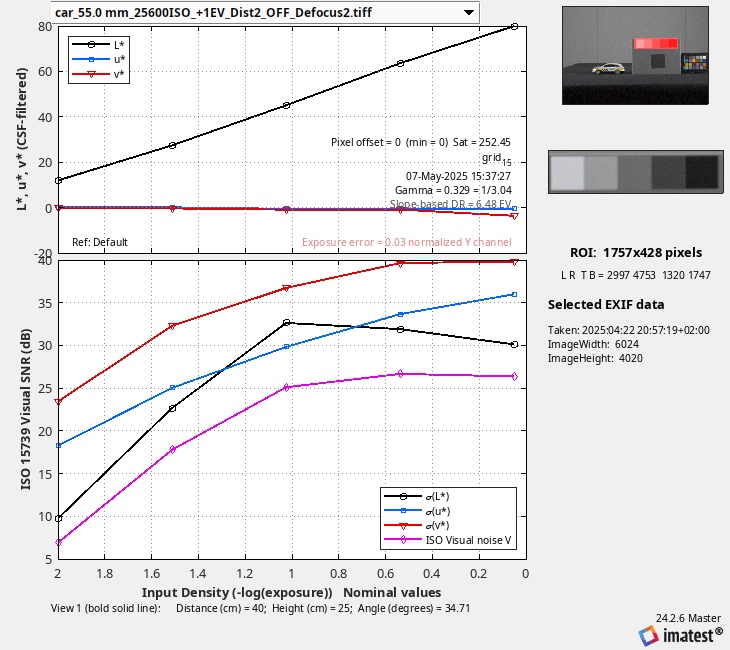 car_55.0 mm_25600ISO_+1EV_Dist2_OFF_Defocus2.tiff
80
60
40
20
0
-20
L*, u*, v* (CSF-filtered)
L*
u*
v*
Pixel offset = 0 (min = 0) Sat = 252.45
grid15
07-May-2025 15:37:27
Gamma = 0.329 = 1/3.04
Slope-based DR = 6.48 EV
Ref: Default
Exposure error = 0.03 normalized Y channel
40
35
30
25
20
15
10
5
ISO 15739 Visual SNR (dB)
σ(L*)
σ(u*)
σ(v*)
ISO Visual noise V
2 1.8 1.6 1.4 1.2 1 0.8 0.6 0.4 0.2 0
Input Density (-log(exposure)) Nominal values
View 1 (bold solid line): Distance (cm) = 40; Height (cm) = 25; Angle (degrees) = 34.71
ROI: 1757x428 pixels
L R T B = 2997 4753 1320 1747
Selected EXIF data
Taken: 2025:04:22 20:57:19+02:00
ImageWidth: 6024
ImageHeight: 4020
24.2.6 Master
imatest®